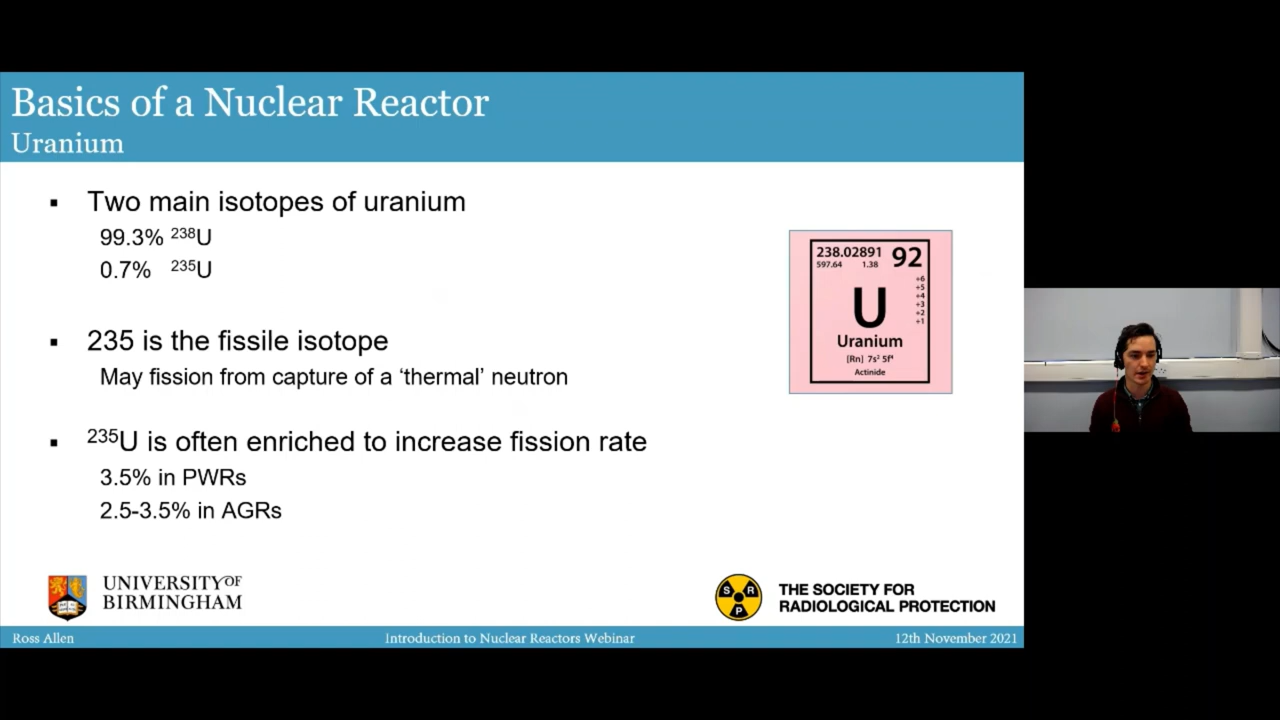 Basics of a Nuclear Reactor
Uranium
▪ Two main isotopes of uranium
99.3% ²³⁸U
0.7% ²³⁵U
▪ 235 is the fissile isotope
May fission from capture of a ‘thermal’ neutron
▪ ²³⁵U is often enriched to increase fission rate
3.5% in PWRs
2.5-3.5% in AGRs
238.02891 92
597.64 1.38
+6
+5
+4
+3
+2
+1
U
Uranium
[Rn] 7s² 5f⁴
Actinide
UNIVERSITY OF
BIRMINGHAM
S R
P
THE SOCIETY FOR
RADIOLOGICAL PROTECTION
Ross Allen Introduction to Nuclear Reactors Webinar 12th November 2021